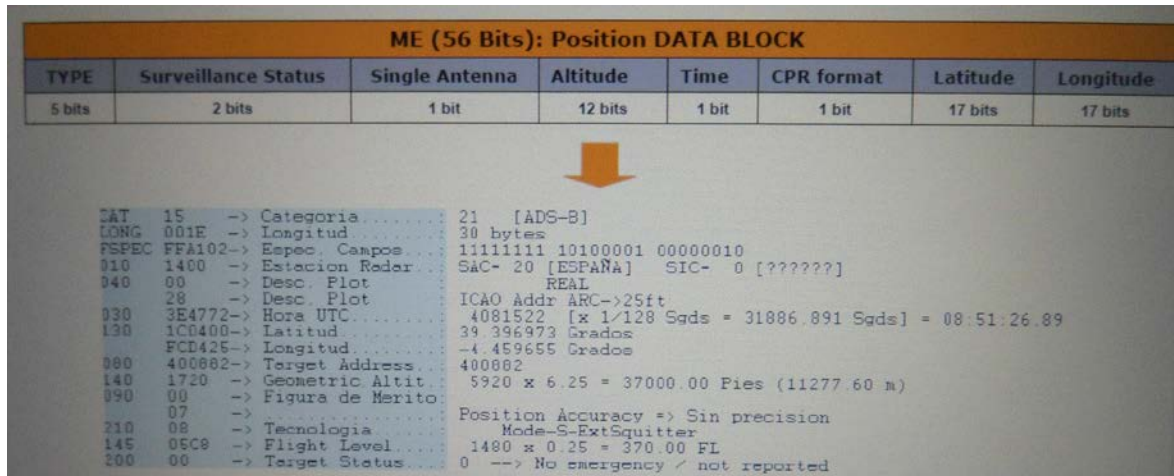 ME (56 Bits): Position DATA BLOCK
TYPE Surveillance Status Single Antenna Altitude Time CPR format Latitude Longitude
5 bits 2 bits 1 bit 12 bits 1 bit 1 bit 17 bits 17 bits
CAT 15 -> Categoria........: 21 [ADS-B]
LONG 001E -> Longitud........: 30 bytes
FSPEC FFA102-> Espec. Campos....: 11111111 10100001 00000010
010 1400 -> Estacion Radar...: SAC- 20 [ESPAÑA] SIC- 0 [??????]
040 00 -> Desc. Plot : REAL
28 -> Desc. Plot : ICAO Addr ARC->25ft
030 3E4772-> Hora UTC.........: 4081522 [x 1/128 Sgds = 31886.891 Sgds] = 08:51:26.89
130 1C0400-> Latitud..........: 39.396973 Grados
FCD425-> Longitud.........: -4.459655 Grados
080 400882-> Target Address...: 400882
140 1720 -> Geometric Altit.: 5920 x 6.25 = 37000.00 Pies (11277.60 m)
090 00 -> Figura de Merito:
07 -> .................: Position Accuracy => Sin precision
210 08 -> Tecnologia.......: Mode-S-ExtSquitter
145 05C8 -> Flight Level.....: 1480 x 0.25 = 370.00 FL
200 00 -> Target Status....: 0 --> No emergency / not reported